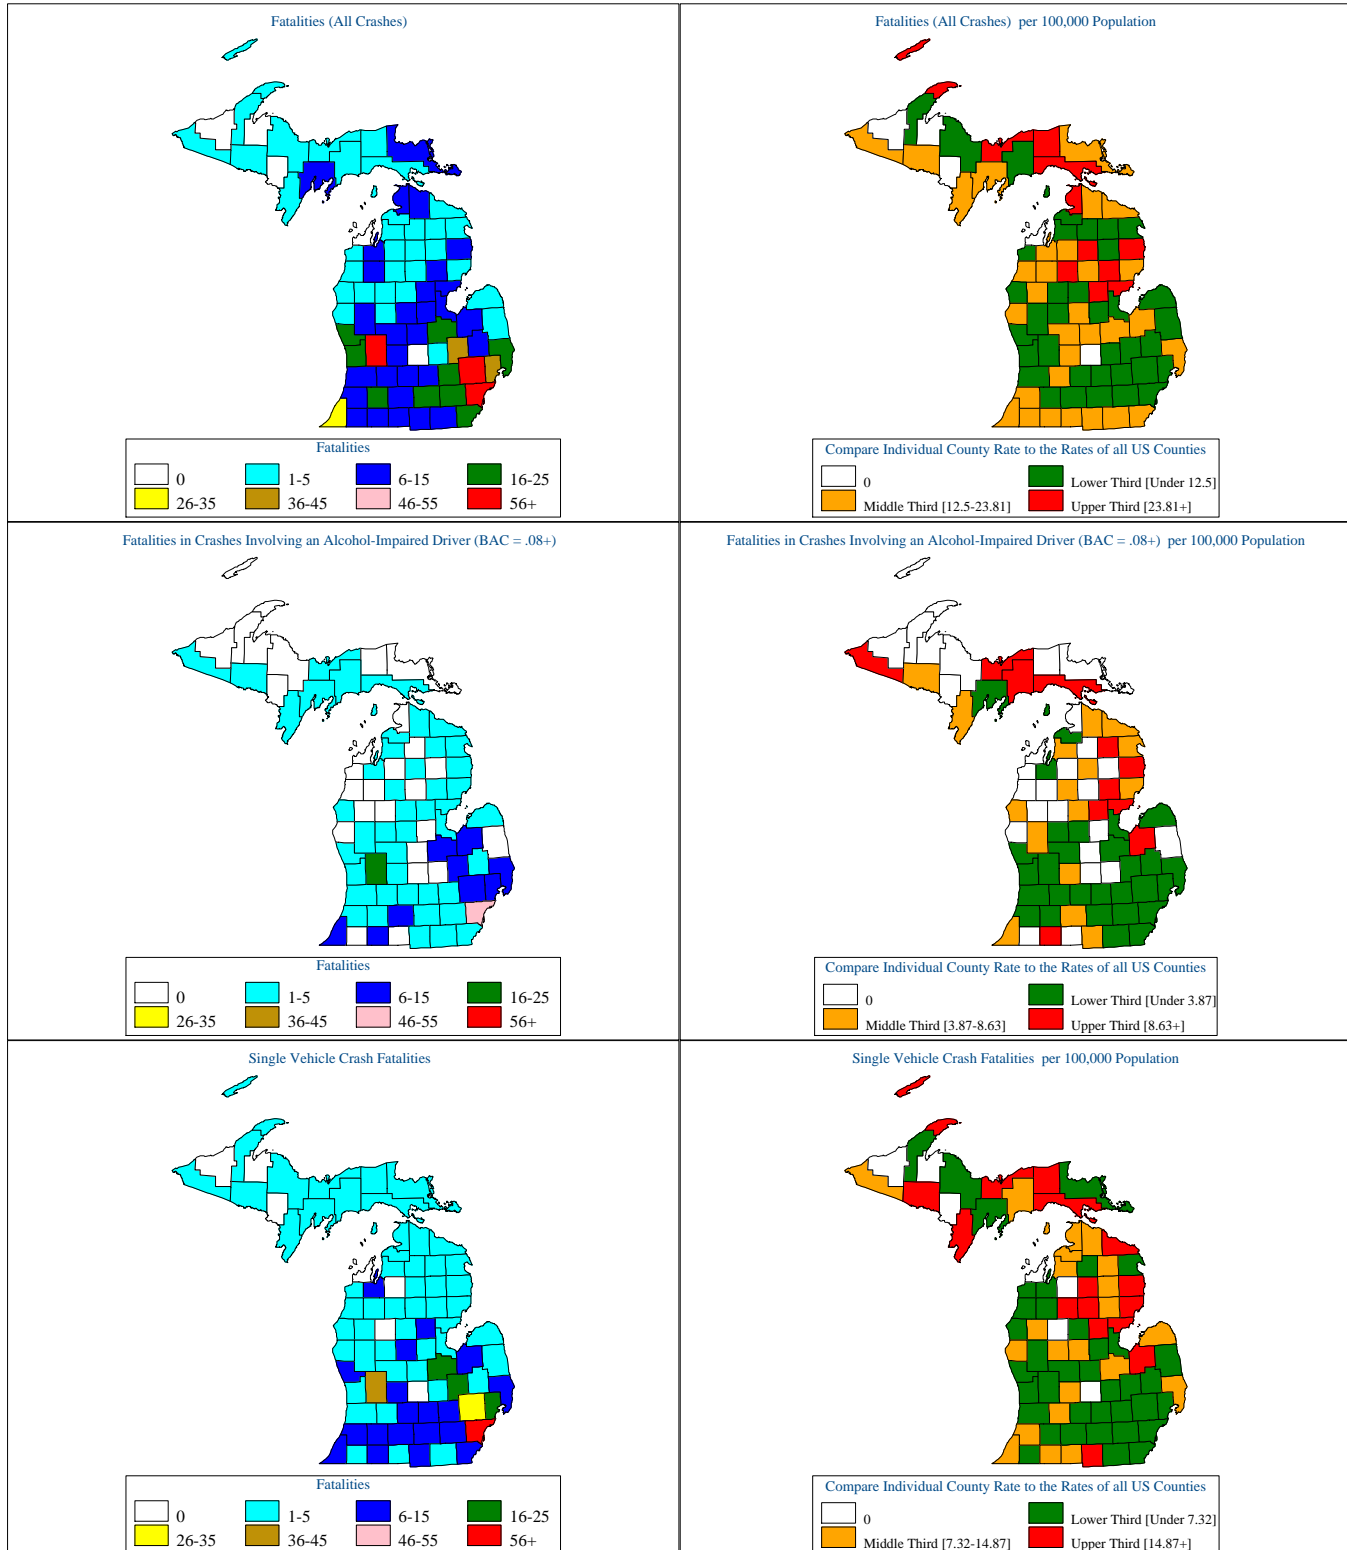 Fatalities (All Crashes)
Fatalities (All Crashes) per 100,000 Population
Fatalities
0 1-5 6-15 16-25
26-35 36-45 46-55 56+
Compare Individual County Rate to the Rates of all US Counties
0 Lower Third [Under 12.5]
Middle Third [12.5-23.81] Upper Third [23.81+]
Fatalities in Crashes Involving an Alcohol-Impaired Driver (BAC = .08+)
Fatalities in Crashes Involving an Alcohol-Impaired Driver (BAC = .08+) per 100,000 Population
Fatalities
0 1-5 6-15 16-25
26-35 36-45 46-55 56+
Compare Individual County Rate to the Rates of all US Counties
0 Lower Third [Under 3.87]
Middle Third [3.87-8.63] Upper Third [8.63+]
Single Vehicle Crash Fatalities
Single Vehicle Crash Fatalities per 100,000 Population
Fatalities
0 1-5 6-15 16-25
26-35 36-45 46-55 56+
Compare Individual County Rate to the Rates of all US Counties
0 Lower Third [Under 7.32]
Middle Third [7.32-14.87] Upper Third [14.87+]